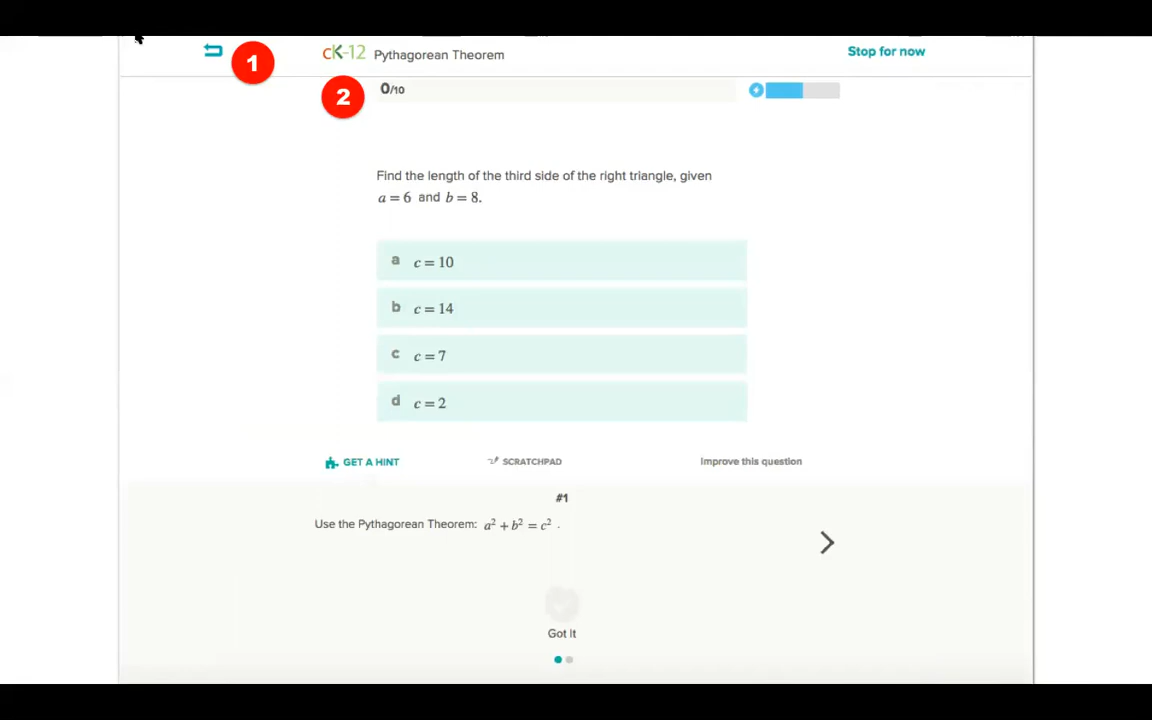 1
cK-12 Pythagorean Theorem
Stop for now
2
0/10
Find the length of the third side of the right triangle, given
a = 6 and b = 8.
a c = 10
b c = 14
c c = 7
d c = 2
GET A HINT
SCRATCHPAD
Improve this question
#1
Use the Pythagorean Theorem: a² + b² = c² .
Got It